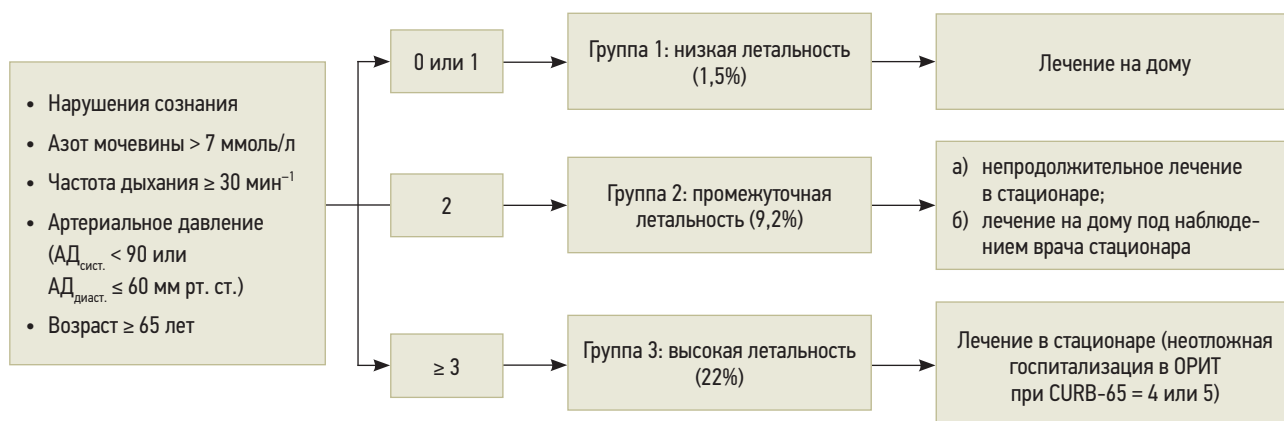 • Нарушения сознания
• Азот мочевины > 7 ммоль/л
• Частота дыхания ≥ 30 мин⁻¹
• Артериальное давление
(АДсист. < 90 или
АДдиаст. ≤ 60 мм рт. ст.)
• Возраст ≥ 65 лет
0 или 1
Группа 1: низкая летальность
(1,5%)
Лечение на дому
2
Группа 2: промежуточная
летальность (9,2%)
а) непродолжительное лечение
в стационаре;
б) лечение на дому под наблюде-
нием врача стационара
≥ 3
Группа 3: высокая летальность
(22%)
Лечение в стационаре (неотложная
госпитализация в ОРИТ
при CURB-65 = 4 или 5)